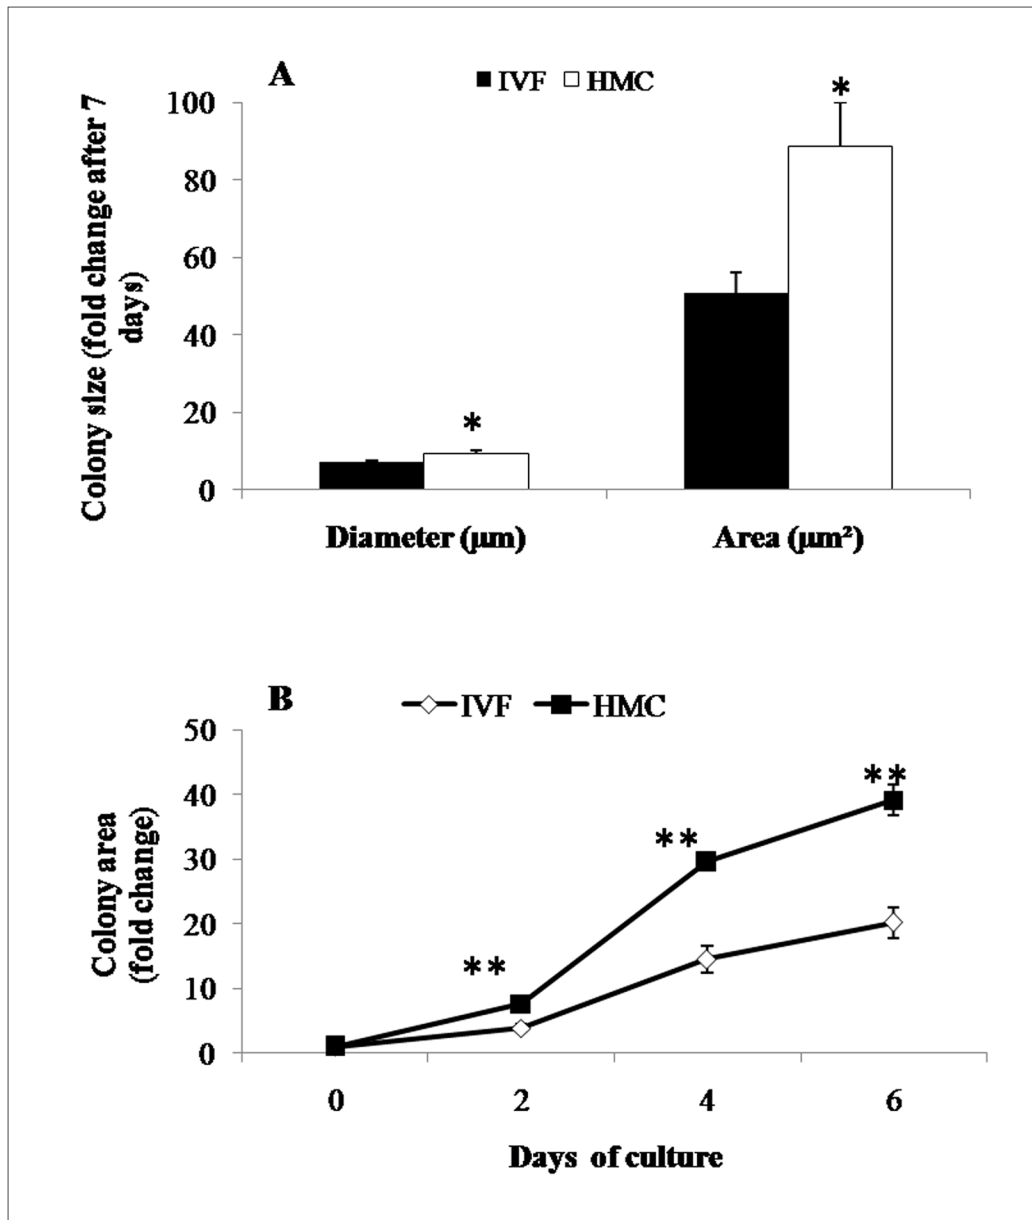 A
IVF HMC
Colony size (fold change after 7
days)
100
80
60
40
20
0
*
*
Diameter (µm) Area (µm²)
B
IVF HMC
Colony area
(fold change)
50
40
30
20
10
0
**
**
**
0 2 4 6
Days of culture